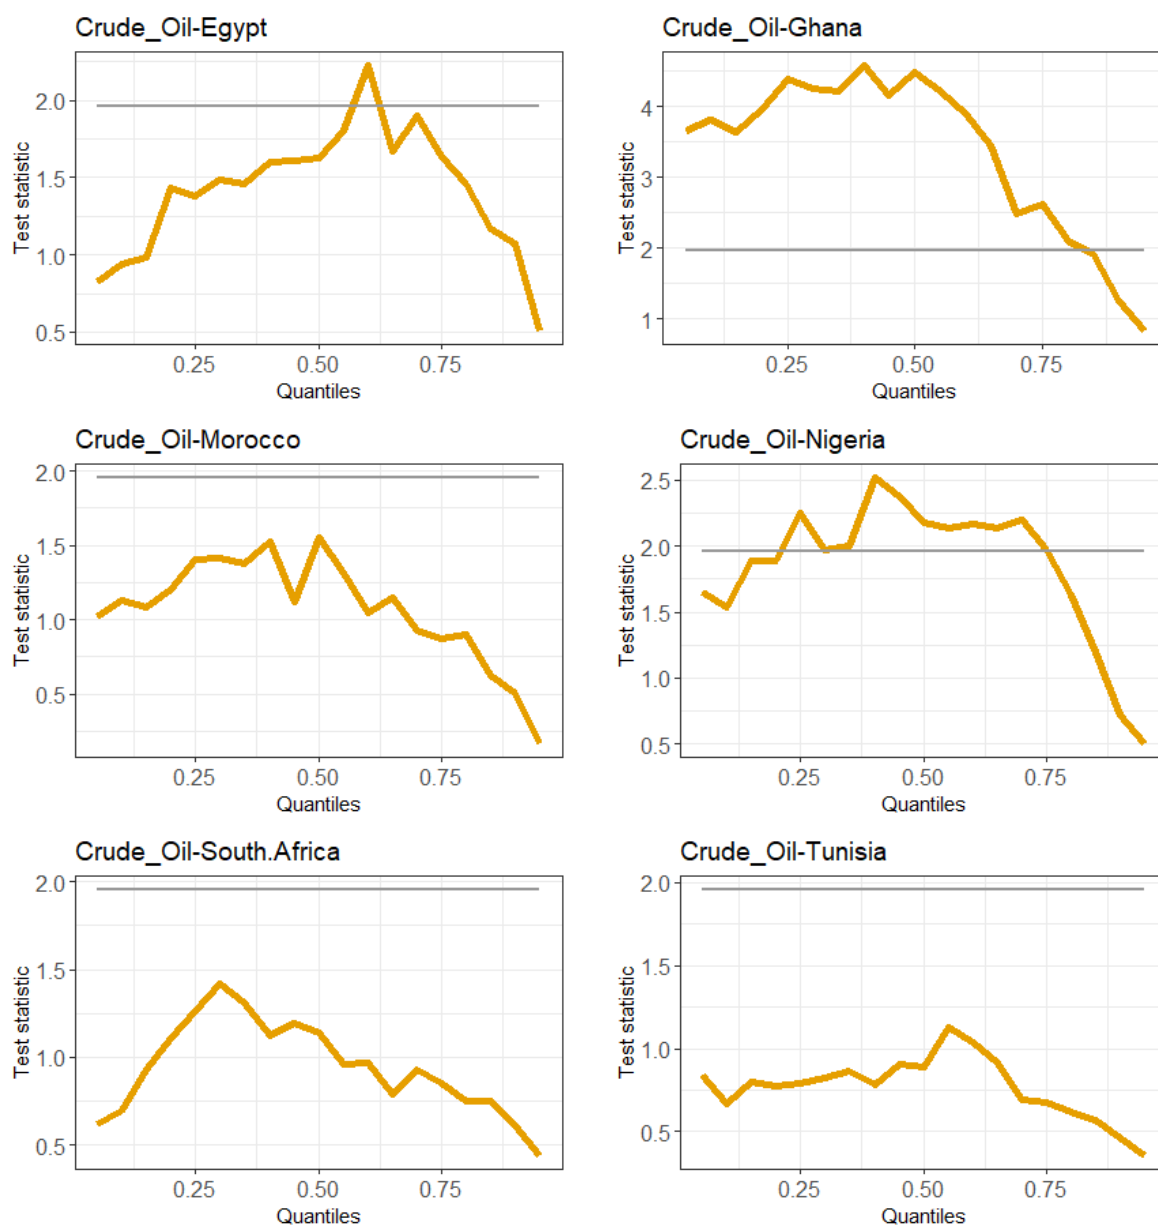 Crude_Oil-Egypt
Test statistic
2.0
1.5
1.0
0.5
0.25 0.50 0.75
Quantiles
Crude_Oil-Ghana
Test statistic
4
3
2
1
0.25 0.50 0.75
Quantiles
Crude_Oil-Morocco
Test statistic
2.0
1.5
1.0
0.5
0.25 0.50 0.75
Quantiles
Crude_Oil-Nigeria
Test statistic
2.5
2.0
1.5
1.0
0.5
0.25 0.50 0.75
Quantiles
Crude_Oil-South.Africa
Test statistic
2.0
1.5
1.0
0.5
0.25 0.50 0.75
Quantiles
Crude_Oil-Tunisia
Test statistic
2.0
1.5
1.0
0.5
0.25 0.50 0.75
Quantiles